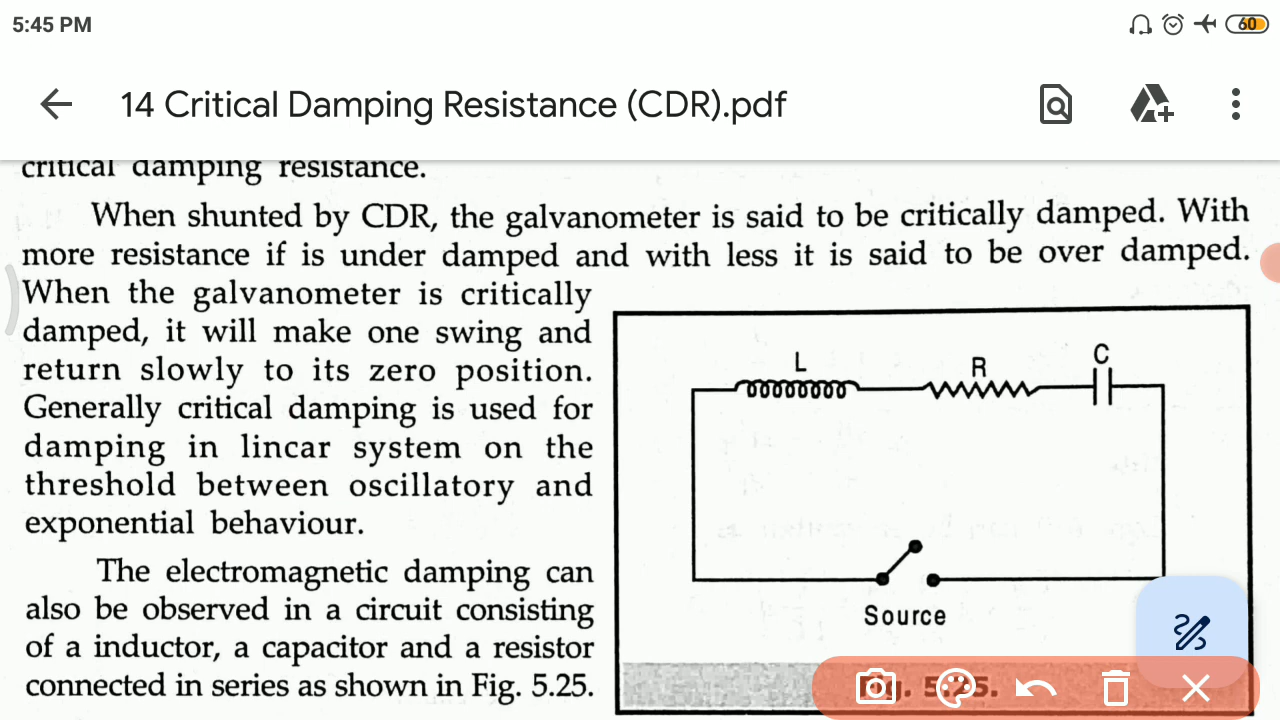 5:45 PM
60
14 Critical Damping Resistance (CDR).pdf
critical damping resistance.
When shunted by CDR, the galvanometer is said to be critically damped. With
more resistance if is under damped and with less it is said to be over damped.
When the galvanometer is critically
damped, it will make one swing and
return slowly to its zero position.
Generally critical damping is used for
damping in lincar system on the
threshold between oscillatory and
exponential behaviour.
The electromagnetic damping can
also be observed in a circuit consisting
of a inductor, a capacitor and a resistor
connected in series as shown in Fig. 5.25.
L
R
C
Source
Fig. 5.25.